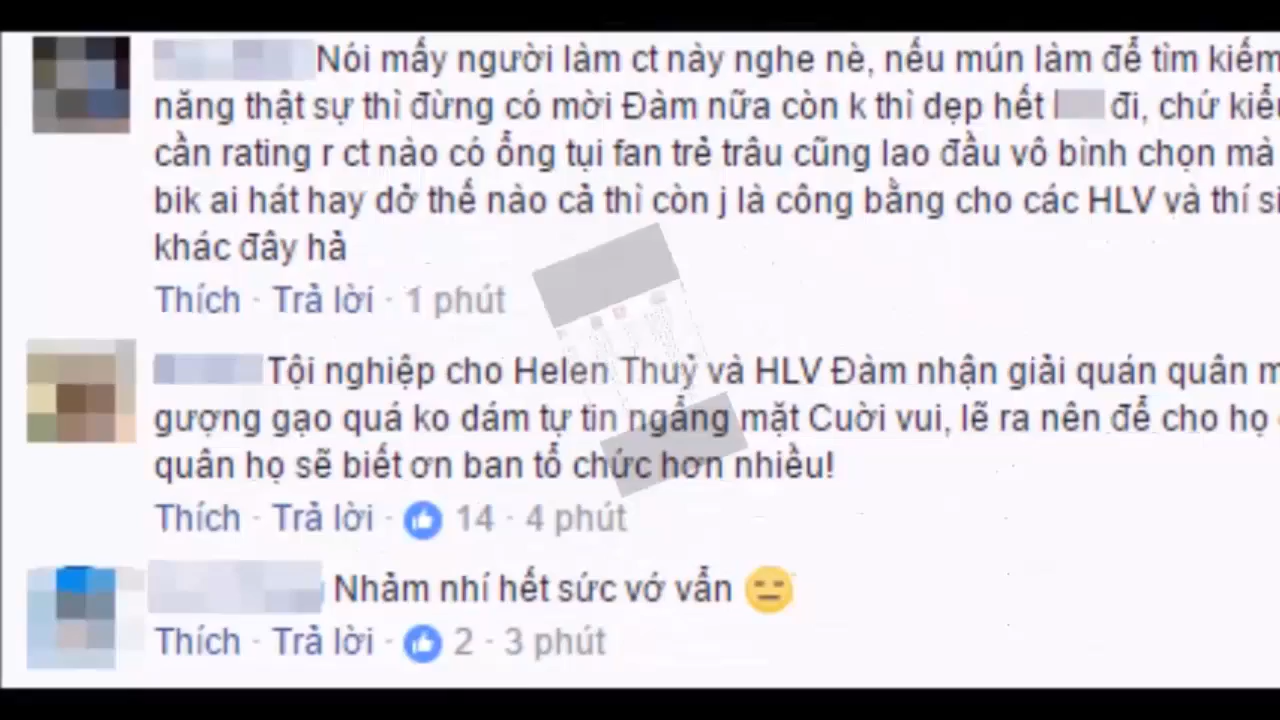 Nói mấy người làm ct này nghe nè, nếu mún làm để tìm kiếm
năng thật sự thì đừng có mời Đàm nữa còn k thì dẹp hết l đi, chứ kiểu
cần rating r ct nào có ổng tụi fan trẻ trâu cũng lao đầu vô bình chọn mà
bik ai hát hay dở thế nào cả thì còn j là công bằng cho các HLV và thí
khác đây hả
Thích · Trả lời · 1 phút
Tội nghiệp cho Helen Thuỷ và HLV Đàm nhận giải quán quân
gượng gạo quá ko dám tự tin ngẩng mặt Cuời vui, lẽ ra nên để cho họ
quân họ sẽ biết ơn ban tổ chức hơn nhiều!
Thích · Trả lời · 14 · 4 phút
Nhảm nhí hết sức vớ vẩn 😑
Thích · Trả lời · 2 · 3 phút